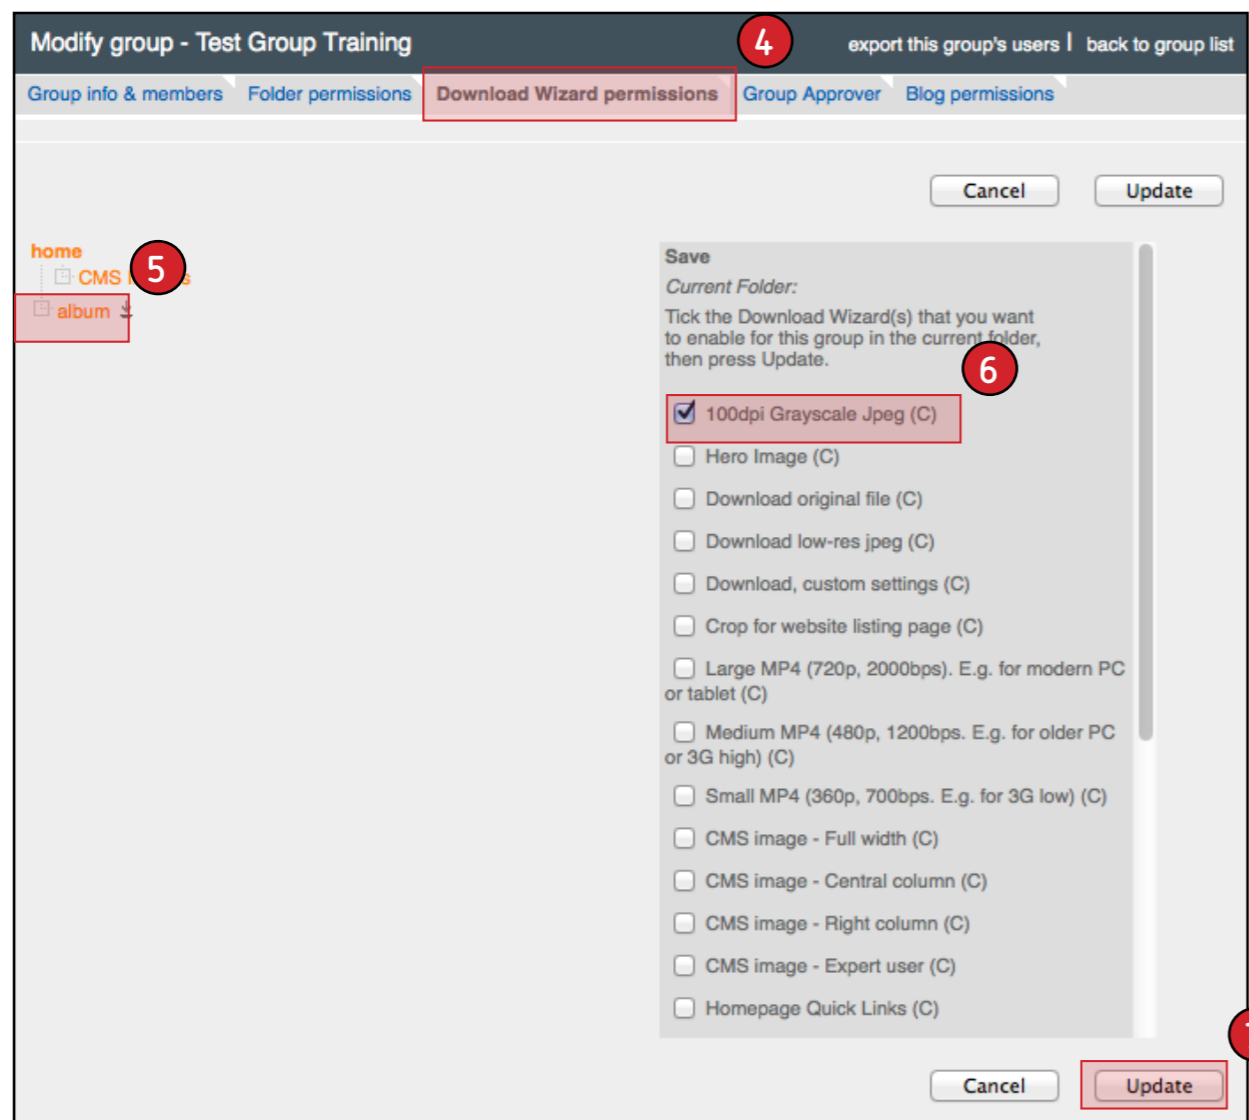 Modify group - Test Group Training
4
export this group's users | back to group list
Group info & members Folder permissions Download Wizard permissions Group Approver Blog permissions
Cancel Update
home
CMS
5
album
Save
Current Folder:
Tick the Download Wizard(s) that you want
to enable for this group in the current folder,
then press Update.
6
100dpi Grayscale Jpeg (C)
Hero Image (C)
Download original file (C)
Download low-res jpeg (C)
Download, custom settings (C)
Crop for website listing page (C)
Large MP4 (720p, 2000bps). E.g. for modern PC
or tablet (C)
Medium MP4 (480p, 1200bps. E.g. for older PC
or 3G high) (C)
Small MP4 (360p, 700bps. E.g. for 3G low) (C)
CMS image - Full width (C)
CMS image - Central column (C)
CMS image - Right column (C)
CMS image - Expert user (C)
Homepage Quick Links (C)
Cancel Update